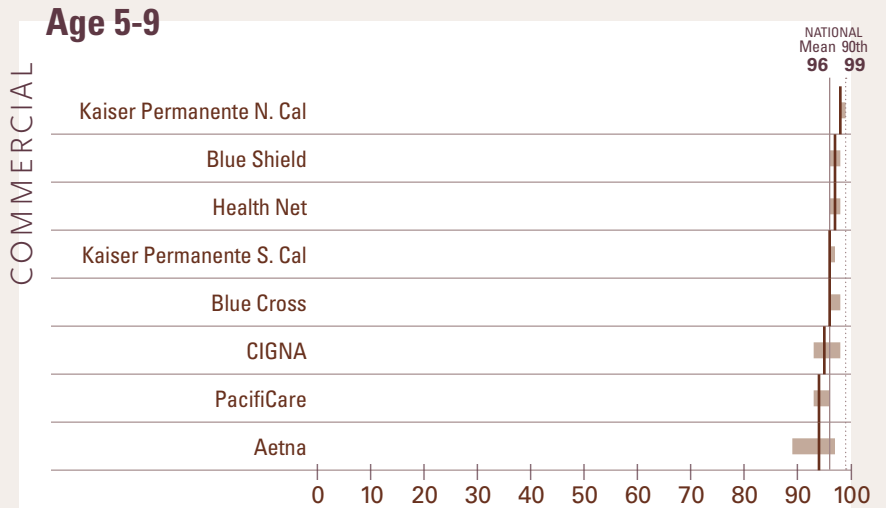 Age 5-9
NATIONAL
Mean 90th
96 99
COMMERCIAL
Kaiser Permanente N. Cal
Blue Shield
Health Net
Kaiser Permanente S. Cal
Blue Cross
CIGNA
PacifiCare
Aetna
0 10 20 30 40 50 60 70 80 90 100